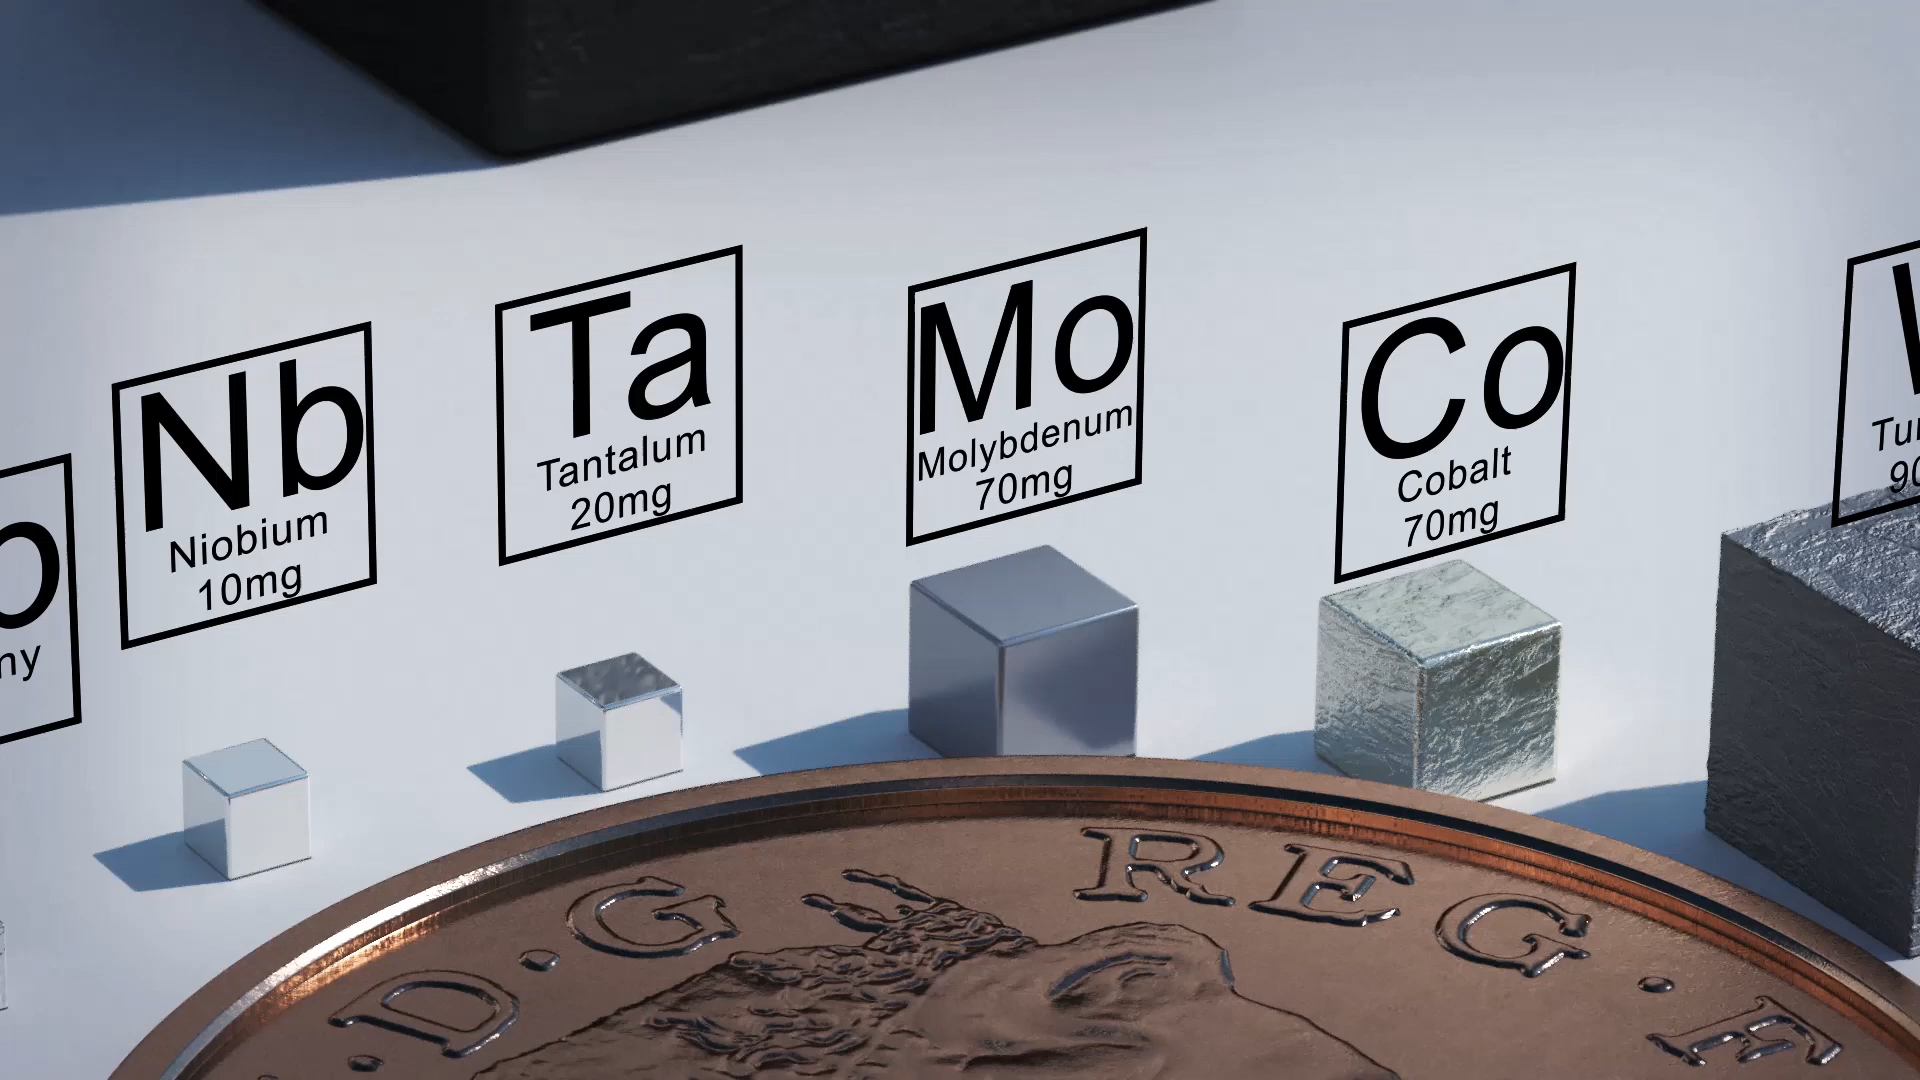 Nb
Niobium
10mg
Ta
Tantalum
20mg
Mo
Molybdenum
70mg
Co
Cobalt
70mg
D·G REG·F